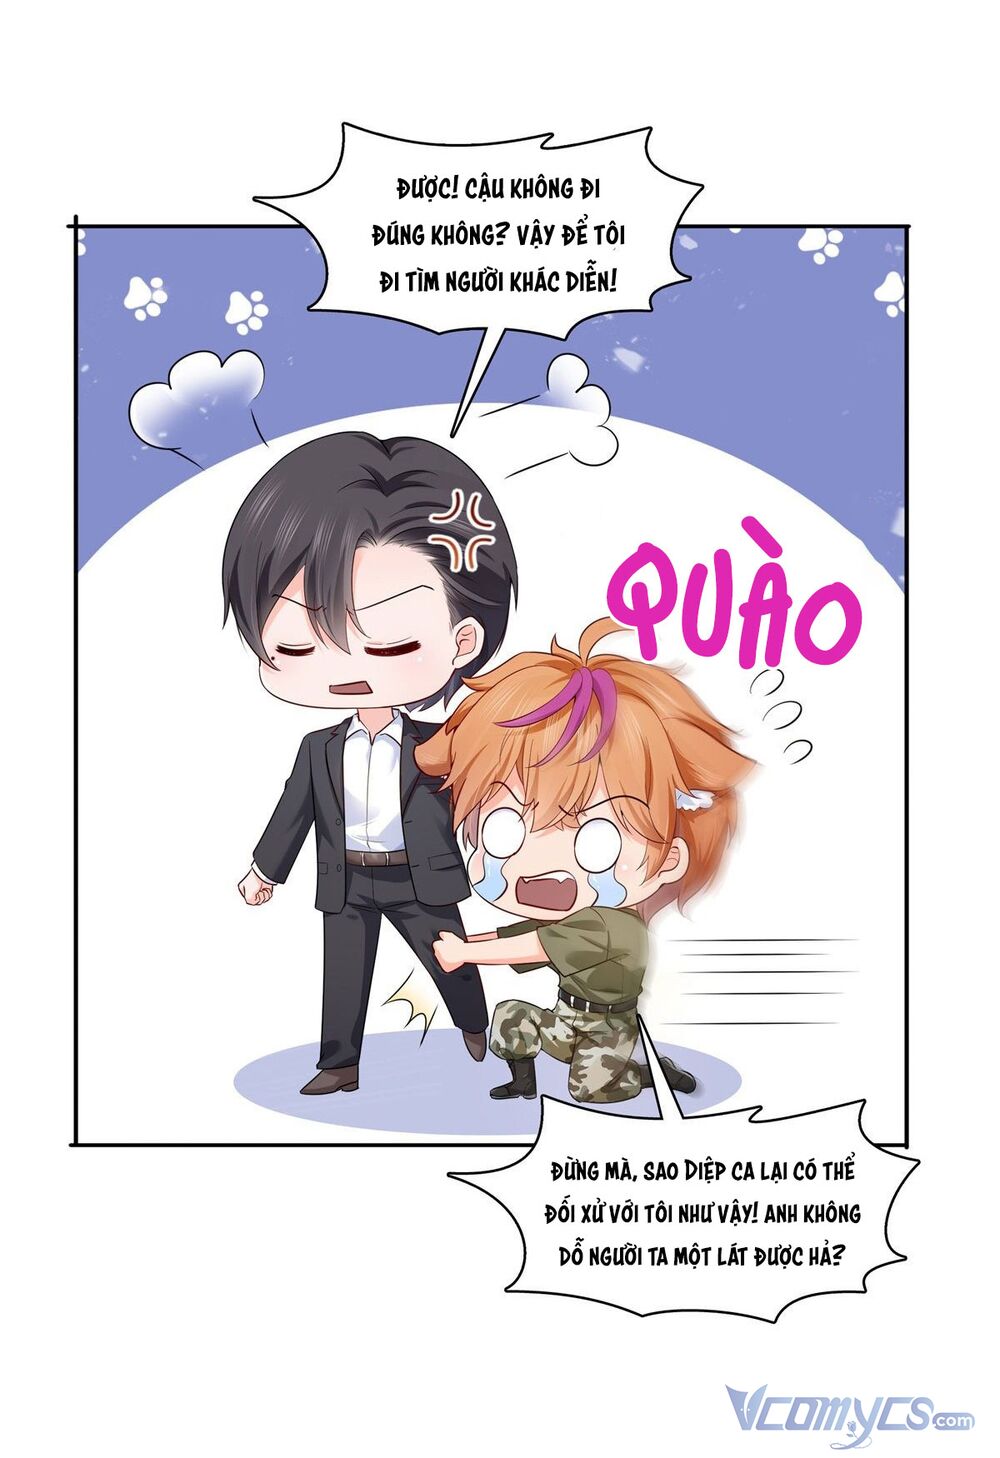 ĐƯỢC! CẬU KHÔNG ĐI
ĐÚNG KHÔNG? VẬY ĐỂ TÔI
ĐI TÌM NGƯỜI KHÁC DIỄN!
QUÀO
ĐỪNG MÀ, SAO DIỆP CA LẠI CÓ THỂ
ĐỐI XỬ VỚI TÔI NHƯ VẬY! ANH KHÔNG
DỖ NGƯỜI TA MỘT LÁT ĐƯỢC HẢ?
Vcomycs.com